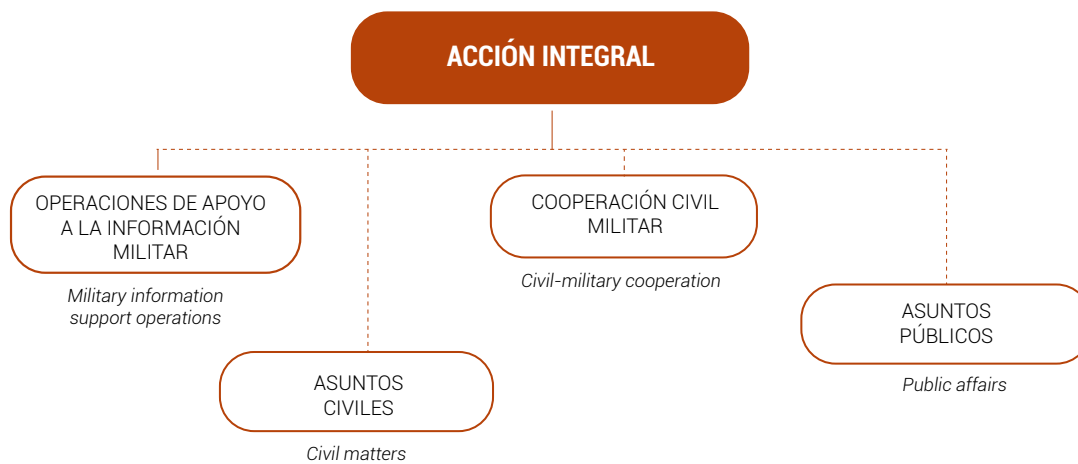 ACCIÓN INTEGRAL
OPERACIONES DE APOYO
A LA INFORMACIÓN
MILITAR
Military information
support operations
ASUNTOS
CIVILES
Civil matters
COOPERACIÓN CIVIL
MILITAR
Civil-military cooperation
ASUNTOS
PÚBLICOS
Public affairs